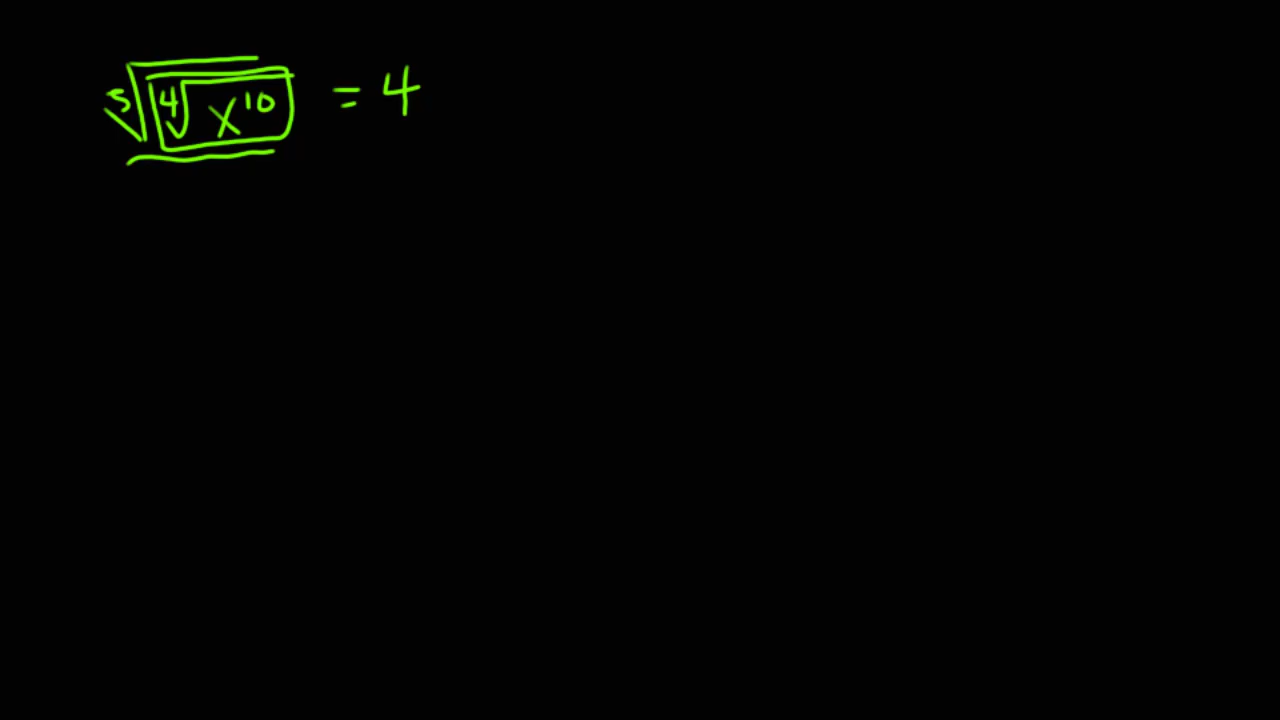 ⁵√(⁴√(x¹⁰)) = 4